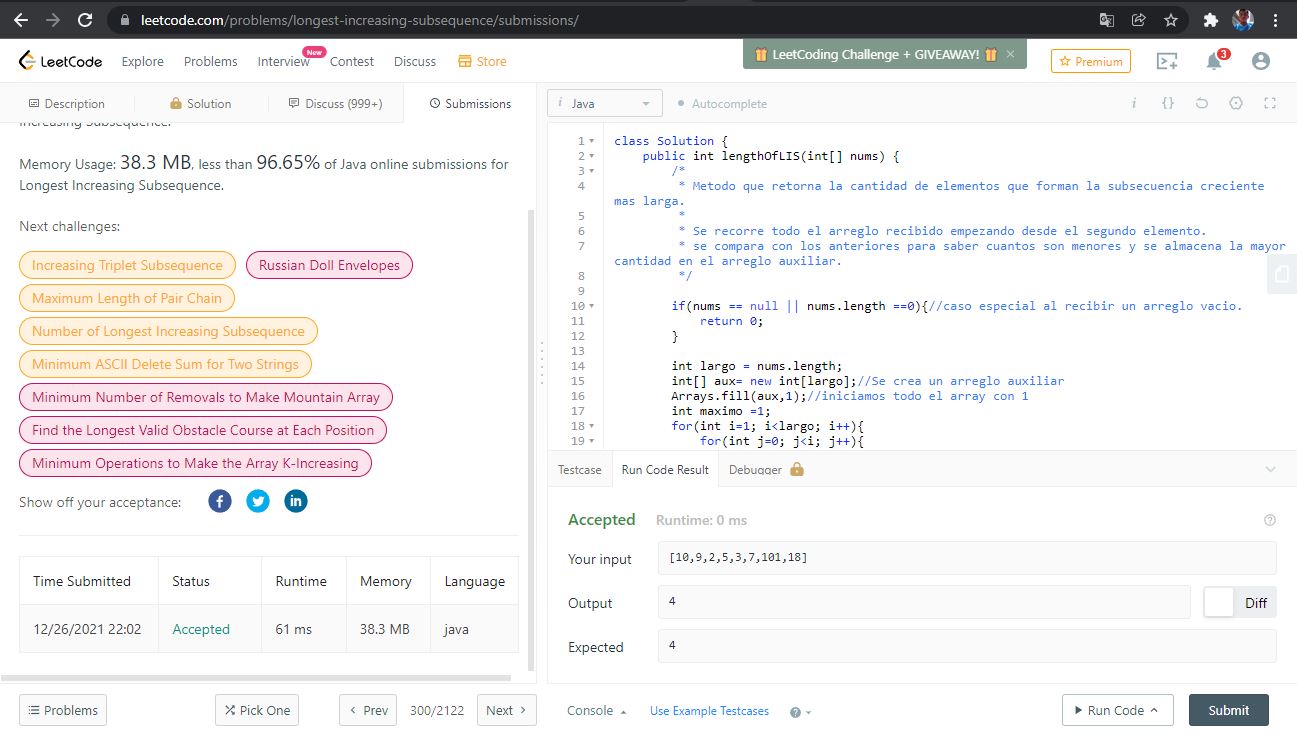 leetcode.com/problems/longest-increasing-subsequence/submissions/
LeetCode Explore Problems Interview New Contest Discuss Store
🎁 LeetCoding Challenge + GIVEAWAY! 🎁 ×
Premium 3
Description Solution Discuss (999+) Submissions
Increasing Subsequence.
Memory Usage: 38.3 MB, less than 96.65% of Java online submissions for
Longest Increasing Subsequence.
Next challenges:
Increasing Triplet Subsequence Russian Doll Envelopes
Maximum Length of Pair Chain
Number of Longest Increasing Subsequence
Minimum ASCII Delete Sum for Two Strings
Minimum Number of Removals to Make Mountain Array
Find the Longest Valid Obstacle Course at Each Position
Minimum Operations to Make the Array K-Increasing
Show off your acceptance:
Time Submitted Status Runtime Memory Language
12/26/2021 22:02 Accepted 61 ms 38.3 MB java
Problems Pick One Prev 300/2122 Next
i Java Autocomplete i {}
1 class Solution {
2 public int lengthOfLIS(int[] nums) {
3 /*
4 * Metodo que retorna la cantidad de elementos que forman la subsecuencia creciente
mas larga.
5 *
6 * Se recorre todo el arreglo recibido empezando desde el segundo elemento.
7 * se compara con los anteriores para saber cuantos son menores y se almacena la mayor
cantidad en el arreglo auxiliar.
8 */
9
10 if(nums == null || nums.length ==0){//caso especial al recibir un arreglo vacio.
11 return 0;
12 }
13
14 int largo = nums.length;
15 int[] aux= new int[largo];//Se crea un arreglo auxiliar
16 Arrays.fill(aux,1);//iniciamos todo el array con 1
17 int maximo =1;
18 for(int i=1; i<largo; i++){
19 for(int j=0; j<i; j++){
Testcase Run Code Result Debugger
Accepted Runtime: 0 ms
Your input [10,9,2,5,3,7,101,18]
Output 4 Diff
Expected 4
Console Use Example Testcases Run Code Submit